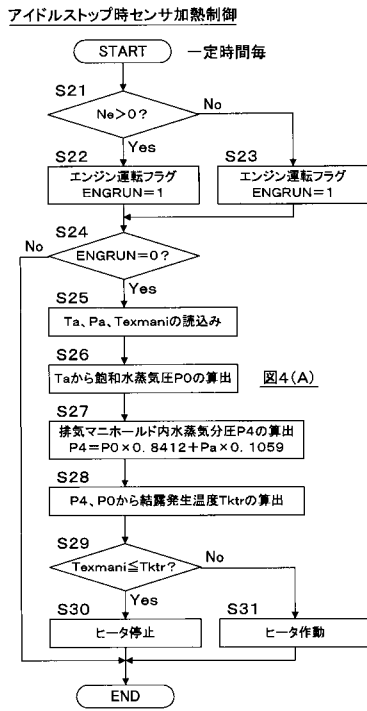 アイドルストップ時センサ加熱制御
START
一定時間毎
S21
Ne>0?
No
Yes
S22
エンジン運転フラグ
ENGRUN=1
S23
エンジン運転フラグ
ENGRUN=1
S24
No
ENGRUN=0?
Yes
S25
Ta、Pa、Texmaniの読込み
S26
Taから飽和水蒸気圧P0の算出
図4(A)
S27
排気マニホールド内水蒸気分圧P4の算出
P4=P0×0.8412+Pa×0.1059
S28
P4、P0から結露発生温度Tktrの算出
S29
Texmani≦Tktr?
No
Yes
S30
ヒータ停止
S31
ヒータ作動
END